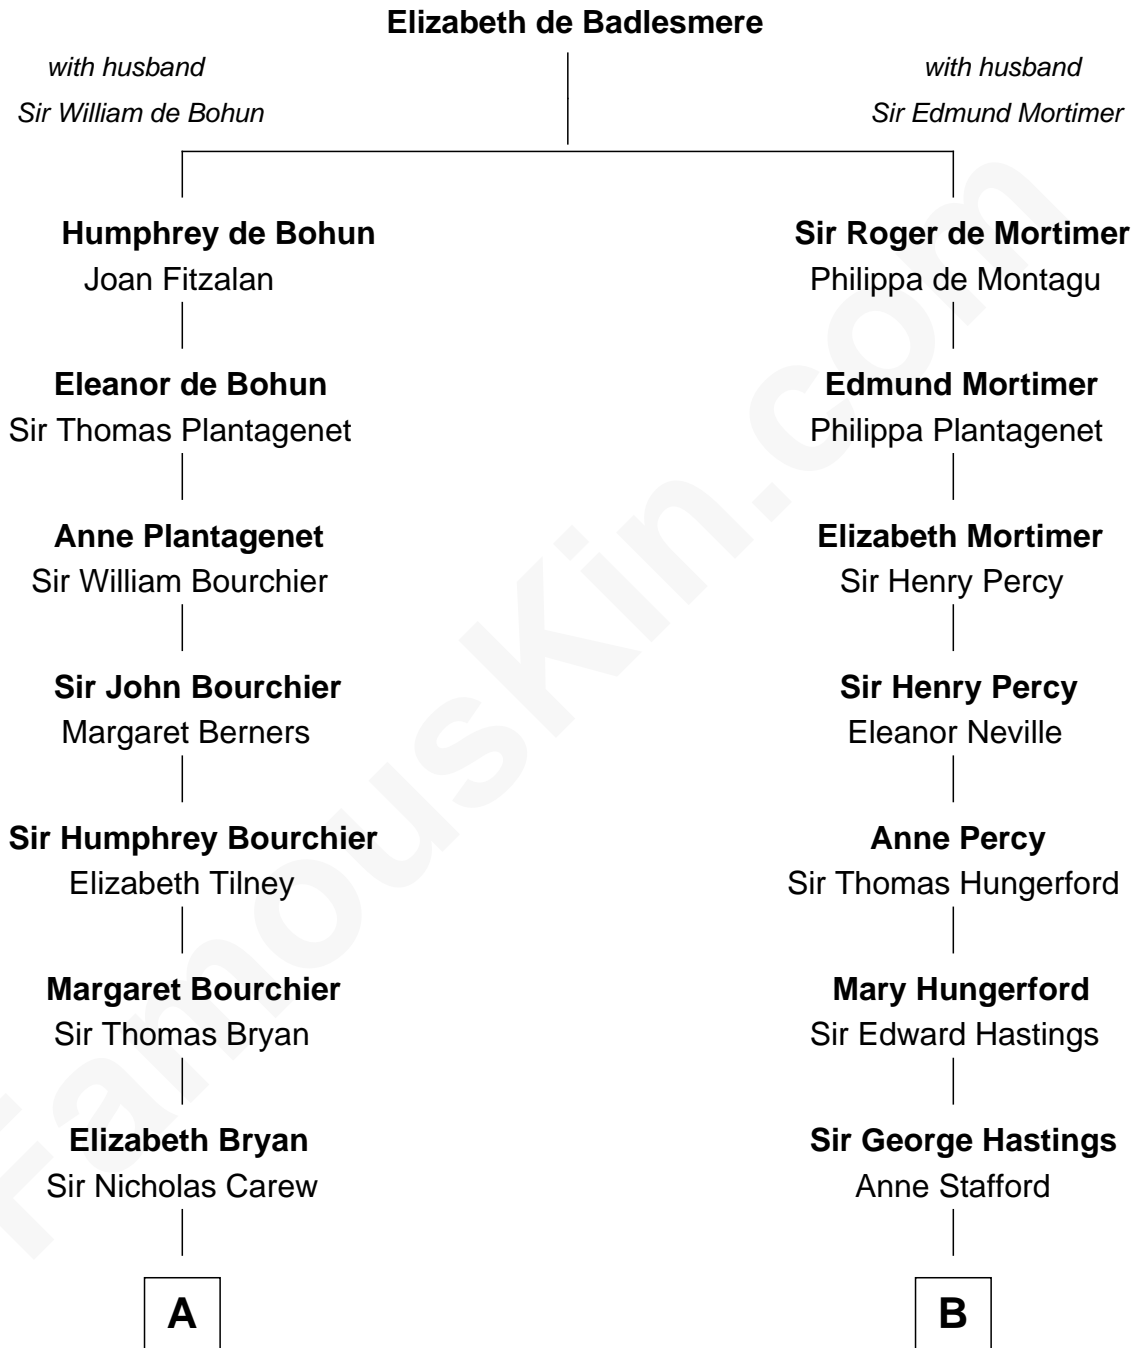 Elizabeth de Badlesmere
with husband
Sir William de Bohun
with husband
Sir Edmund Mortimer
Humphrey de Bohun
Joan Fitzalan
Sir Roger de Mortimer
Philippa de Montagu
Eleanor de Bohun
Sir Thomas Plantagenet
Edmund Mortimer
Philippa Plantagenet
Anne Plantagenet
Sir William Bourchier
Elizabeth Mortimer
Sir Henry Percy
Sir John Bourchier
Margaret Berners
Sir Henry Percy
Eleanor Neville
Sir Humphrey Bourchier
Elizabeth Tilney
Anne Percy
Sir Thomas Hungerford
Margaret Bourchier
Sir Thomas Bryan
Mary Hungerford
Sir Edward Hastings
Elizabeth Bryan
Sir Nicholas Carew
Sir George Hastings
Anne Stafford
A
B
FamousKin.com